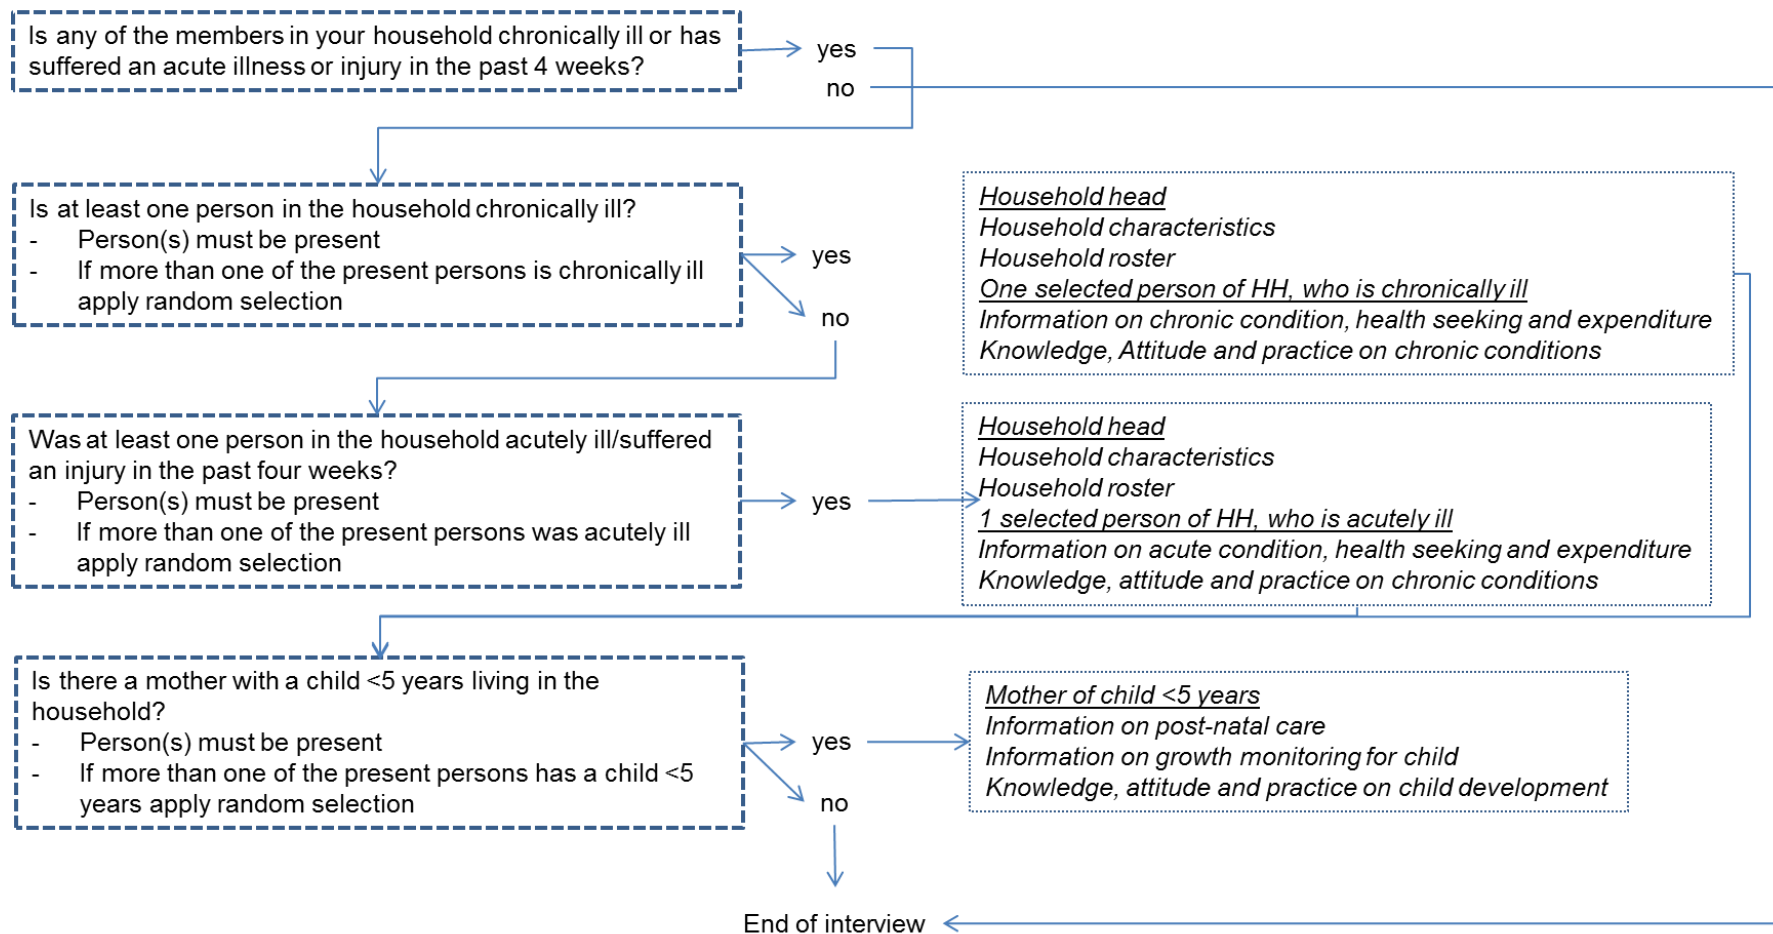 Is any of the members in your household chronically ill or has
suffered an acute illness or injury in the past 4 weeks?
yes
no
Is at least one person in the household chronically ill?
- Person(s) must be present
- If more than one of the present persons is chronically ill
apply random selection
yes
no
Household head
Household characteristics
Household roster
One selected person of HH, who is chronically ill
Information on chronic condition, health seeking and expenditure
Knowledge, Attitude and practice on chronic conditions
Was at least one person in the household acutely ill/suffered
an injury in the past four weeks?
- Person(s) must be present
- If more than one of the present persons was acutely ill
apply random selection
yes
Household head
Household characteristics
Household roster
1 selected person of HH, who is acutely ill
Information on acute condition, health seeking and expenditure
Knowledge, attitude and practice on chronic conditions
Is there a mother with a child <5 years living in the
household?
- Person(s) must be present
- If more than one of the present persons has a child <5
years apply random selection
yes
no
Mother of child <5 years
Information on post-natal care
Information on growth monitoring for child
Knowledge, attitude and practice on child development
End of interview